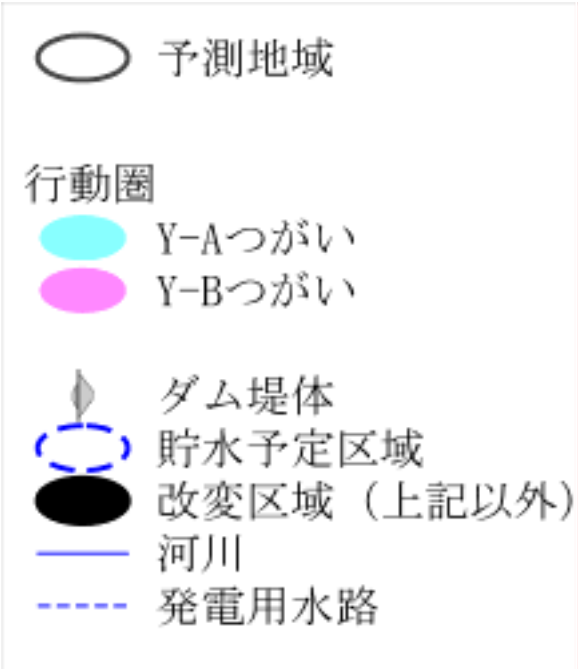 予測地域
行動圏
Y-Aつがい
Y-Bつがい
ダム堤体
貯水予定区域
改変区域（上記以外）
河川
発電用水路